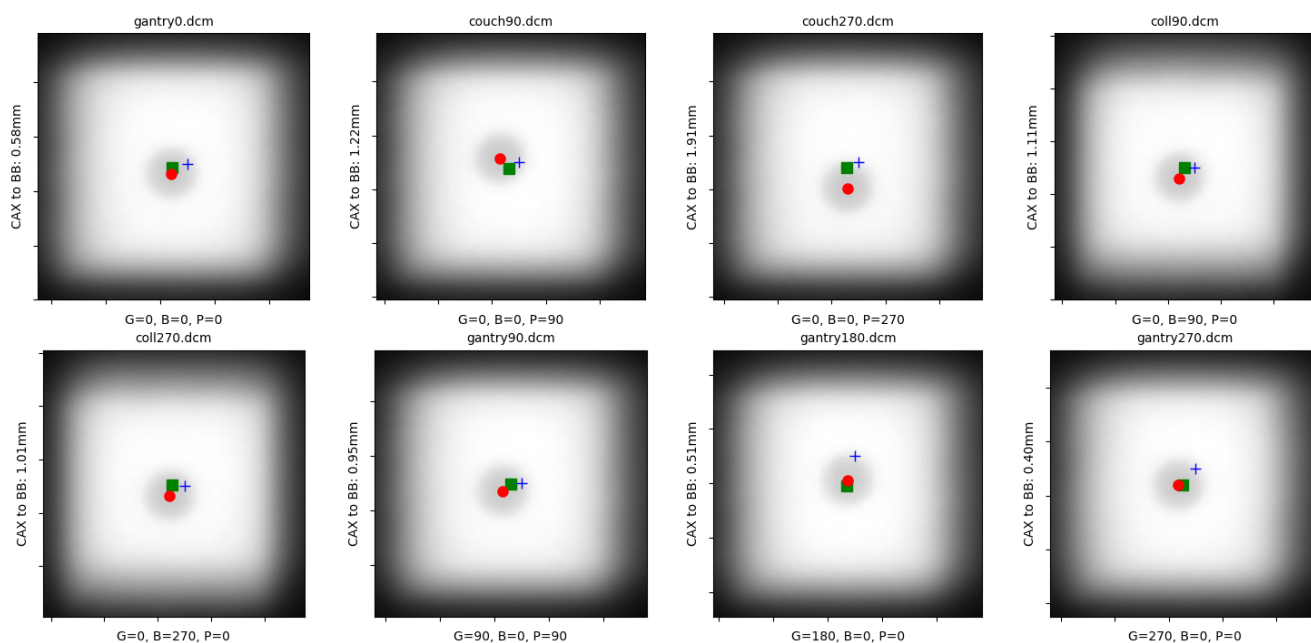 gantry0.dcm
couch90.dcm
couch270.dcm
coll90.dcm
CAX to BB: 0.58mm
CAX to BB: 1.22mm
CAX to BB: 1.91mm
CAX to BB: 1.11mm
G=0, B=0, P=0
G=0, B=0, P=90
G=0, B=0, P=270
G=0, B=90, P=0
coll270.dcm
gantry90.dcm
gantry180.dcm
gantry270.dcm
CAX to BB: 1.01mm
CAX to BB: 0.95mm
CAX to BB: 0.51mm
CAX to BB: 0.40mm
G=0, B=270, P=0
G=90, B=0, P=90
G=180, B=0, P=0
G=270, B=0, P=0